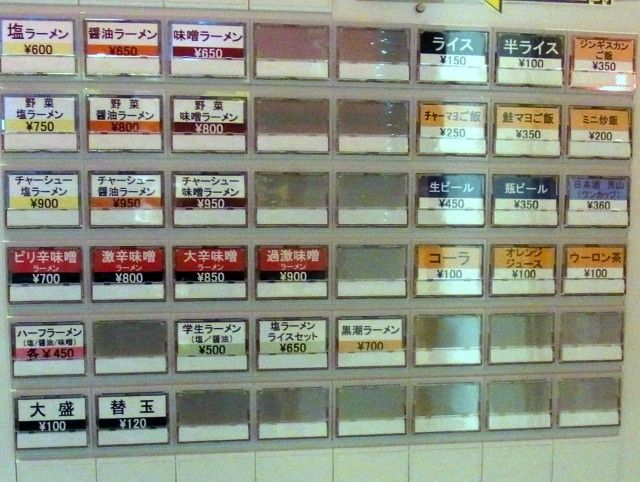 塩ラーメン
¥600
醤油ラーメン
¥650
味噌ラーメン
¥650
ライス
¥150
半ライス
¥100
ジンギスカン
ご飯
¥350
野菜
塩ラーメン
¥750
野菜
醤油ラーメン
¥800
野菜
味噌ラーメン
¥800
チャーマヨご飯
¥250
鮭マヨご飯
¥350
ミニ炒飯
¥200
チャーシュー
塩ラーメン
¥900
チャーシュー
醤油ラーメン
¥950
チャーシュー
味噌ラーメン
¥950
生ビール
¥450
瓶ビール
¥350
日本酒 男山
(ワンカップ)
¥360
ピリ辛味噌
ラーメン
¥700
激辛味噌
ラーメン
¥800
大辛味噌
ラーメン
¥850
過激味噌
ラーメン
¥900
コーラ
¥100
オレンジ
ジュース
¥100
ウーロン茶
¥100
ハーフラーメン
(塩/醤油/味噌)
各 ¥450
学生ラーメン
(塩/醤油)
¥500
塩ラーメン
ライスセット
¥650
黒潮ラーメン
¥700
大盛
¥100
替玉
¥120